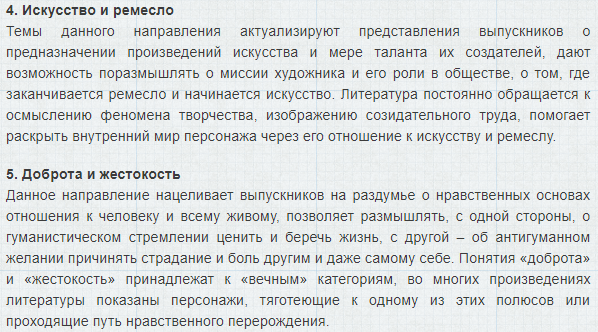 4. Искусство и ремесло
Темы данного направления актуализируют представления выпускников о
предназначении произведений искусства и мере таланта их создателей, дают
возможность поразмышлять о миссии художника и его роли в обществе, о том, где
заканчивается ремесло и начинается искусство. Литература постоянно обращается к
осмыслению феномена творчества, изображению созидательного труда, помогает
раскрыть внутренний мир персонажа через его отношение к искусству и ремеслу.
5. Доброта и жестокость
Данное направление нацеливает выпускников на раздумье о нравственных основах
отношения к человеку и всему живому, позволяет размышлять, с одной стороны, о
гуманистическом стремлении ценить и беречь жизнь, с другой – об антигуманном
желании причинять страдание и боль другим и даже самому себе. Понятия «доброта»
и «жестокость» принадлежат к «вечным» категориям, во многих произведениях
литературы показаны персонажи, тяготеющие к одному из этих полюсов или
проходящие путь нравственного перерождения.